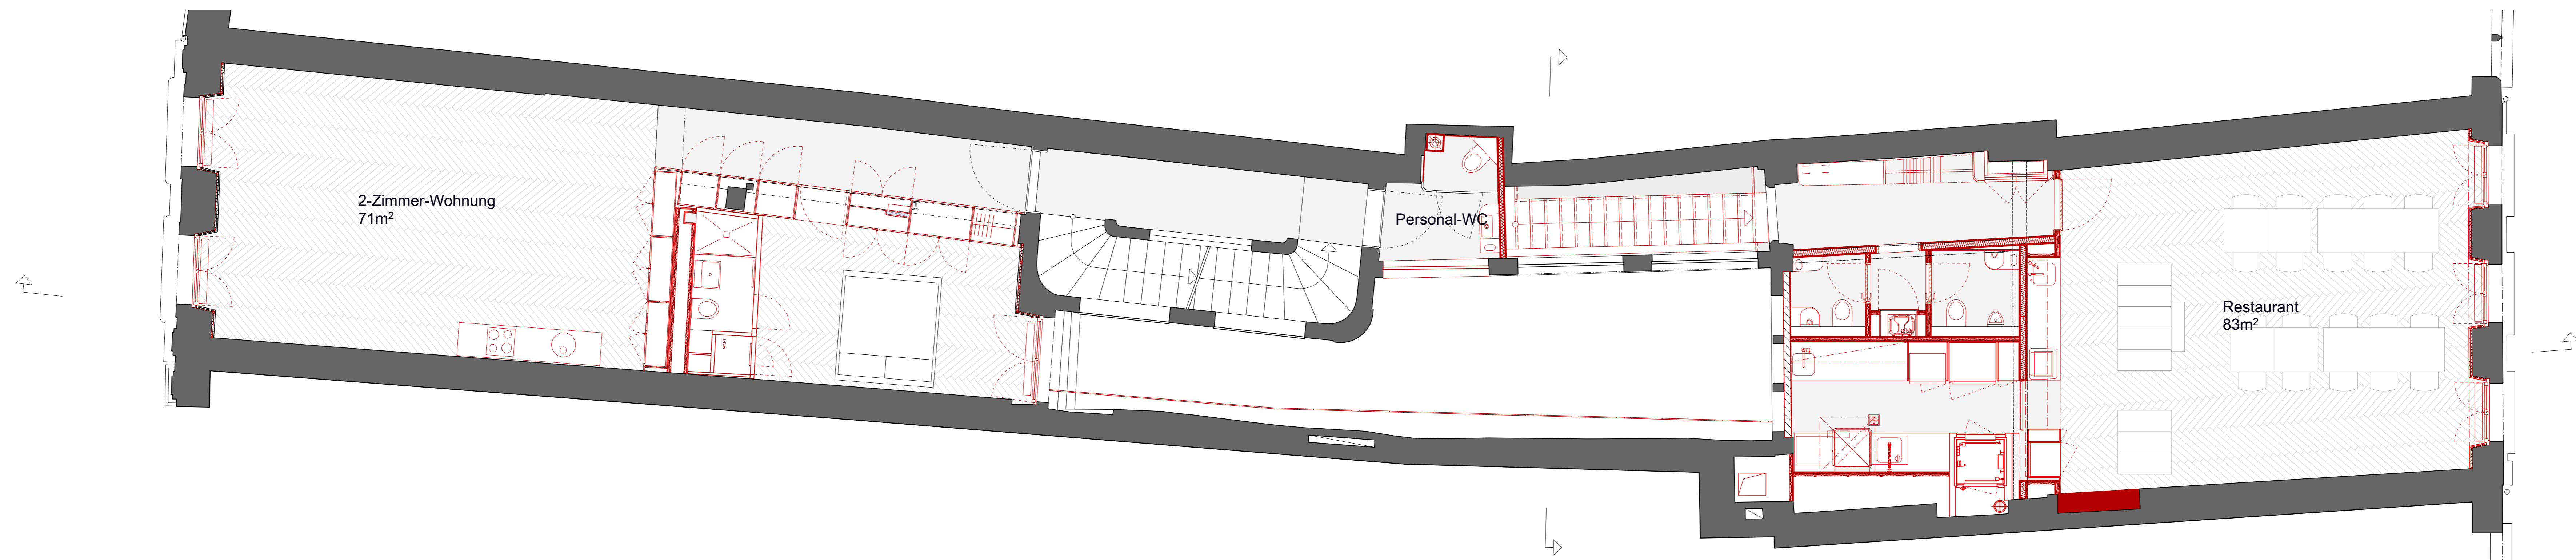 2-Zimmer-Wohnung
71m²
Personal-WC
Restaurant
83m²